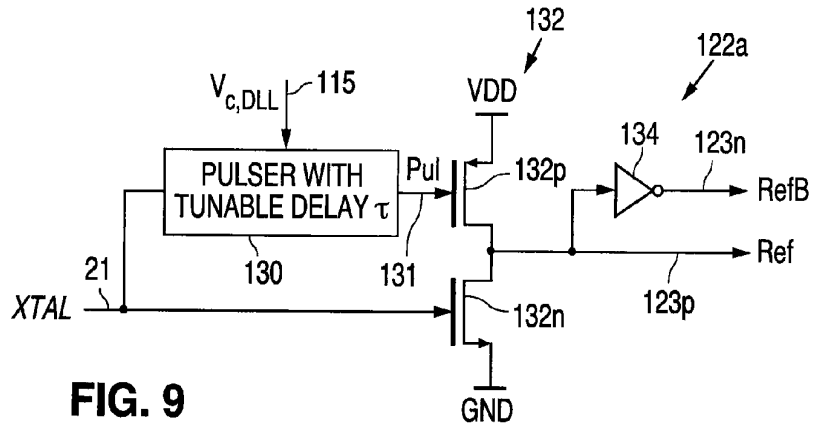 132
122a
V c,DLL
115
VDD
134
123n
PULSER WITH
TUNABLE DELAY τ
Pul
132p
RefB
130
131
Ref
21
123p
XTAL
132n
FIG. 9
GND